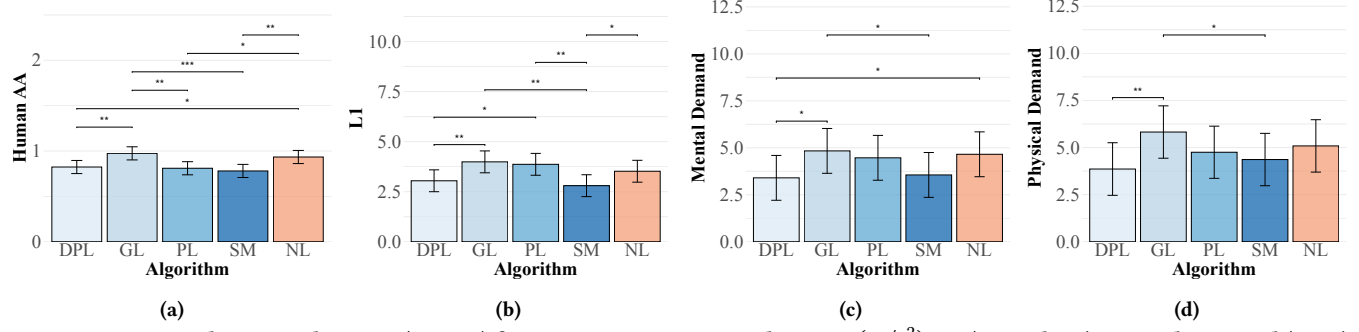 Human AA
2
1
0
**
*
**
***
*
**
DPL GL PL SM NL
Algorithm
(a)
L1
10.0
7.5
5.0
2.5
0.0
*
**
**
*
**
DPL GL PL SM NL
Algorithm
(b)
Mental Demand
12.5
10.0
7.5
5.0
2.5
0.0
*
*
*
DPL GL PL SM NL
Algorithm
(c)
Physical Demand
12.5
10.0
7.5
5.0
2.5
0.0
*
**
DPL GL PL SM NL
Algorithm
(d)